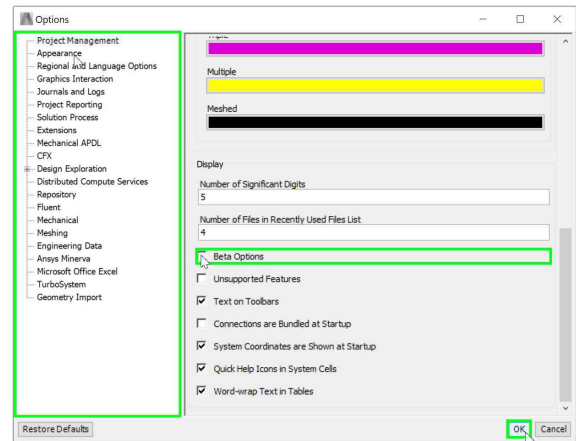 Options
Project Management
Appearance
Regional and Language Options
Graphics Interaction
Journals and Logs
Project Reporting
Solution Process
Extensions
Mechanical APDL
CFX
Design Exploration
Distributed Compute Services
Repository
Fluent
Mechanical
Meshing
Engineering Data
Ansys Minerva
Microsoft Office Excel
TurboSystem
Geometry Import
Multiple
Meshed
Display
Number of Significant Digits
5
Number of Files in Recently Used Files List
4
Beta Options
Unsupported Features
Text on Toolbars
Connections are Bundled at Startup
System Coordinates are Shown at Startup
Quick Help Icons in System Cells
Word-wrap Text in Tables
Restore Defaults
OK
Cancel